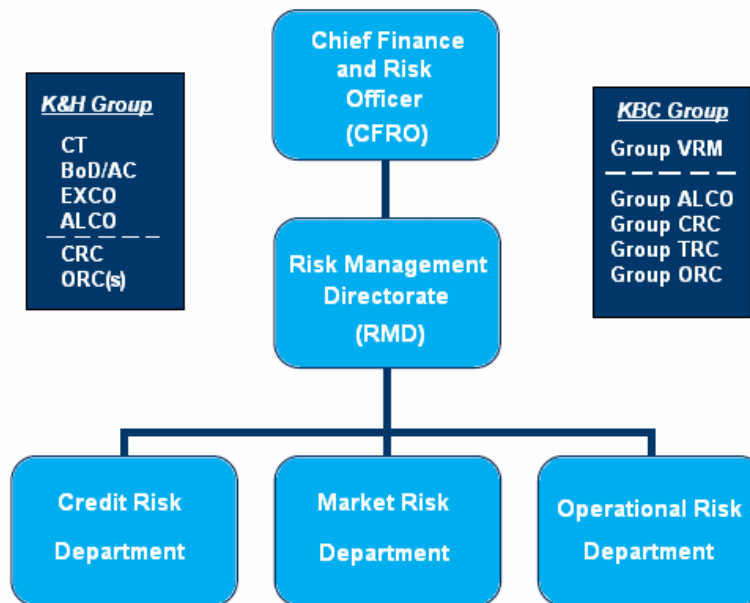 Chief Finance
and Risk
Officer
(CFRO)
K&H Group
CT
BoD/AC
EXCO
ALCO
CRC
ORC(s)
KBC Group
Group VRM
Group ALCO
Group CRC
Group TRC
Group ORC
Risk Management
Directorate
(RMD)
Credit Risk
Department
Market Risk
Department
Operational Risk
Department